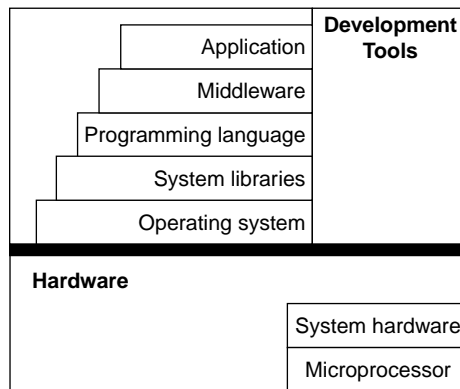 Development
Tools
Application
Middleware
Programming language
System libraries
Operating system
Hardware
System hardware
Microprocessor